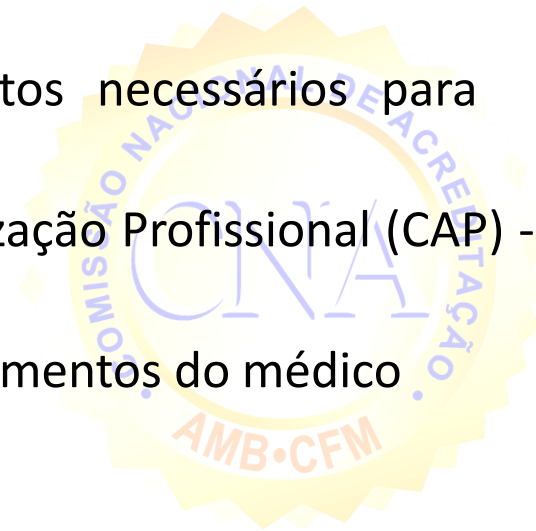 tos necessários para
zação Profissional (CAP) -
mentos do médico
COMISSÃO NACIONAL DE ACREDITAÇÃO
CNA
AMB•CFM